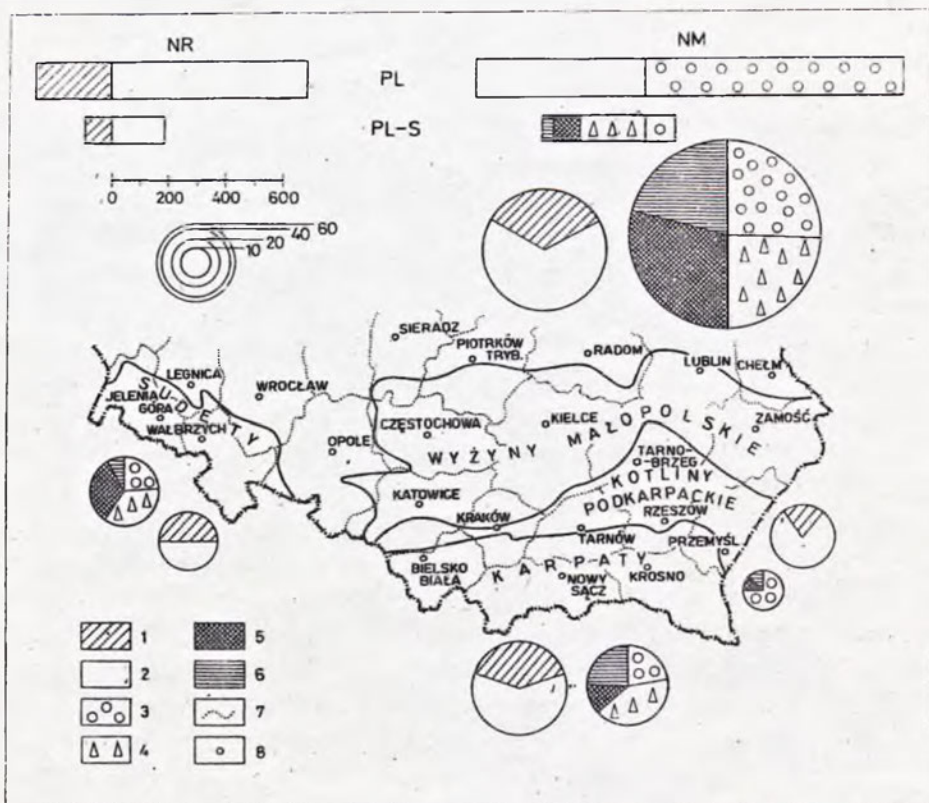 NR NM
PL
PL-S
0 200 400 600
60
40
20
10
SIERADZ
PIOTRKÓW TRYB.
RADOM
LUBLIN
CHEŁM
LEGNICA
WROCŁAW
JELENIA GÓRA
SUDETY
WAŁBRZYCH
OPOLE
CZĘSTOCHOWA
KIELCE
ZAMOŚĆ
WYŻYNY MAŁOPOLSKIE
TARNO-
BRZEG
KOTLINY
PODKARPACKIE
KATOWICE
KRAKÓW
RZESZÓW
TARNÓW
PRZEMYŚL
BIELSKO
BIAŁA
KARPATY
NOWY
SĄCZ
KROSNO
1 5
2 6
3 7
4 8